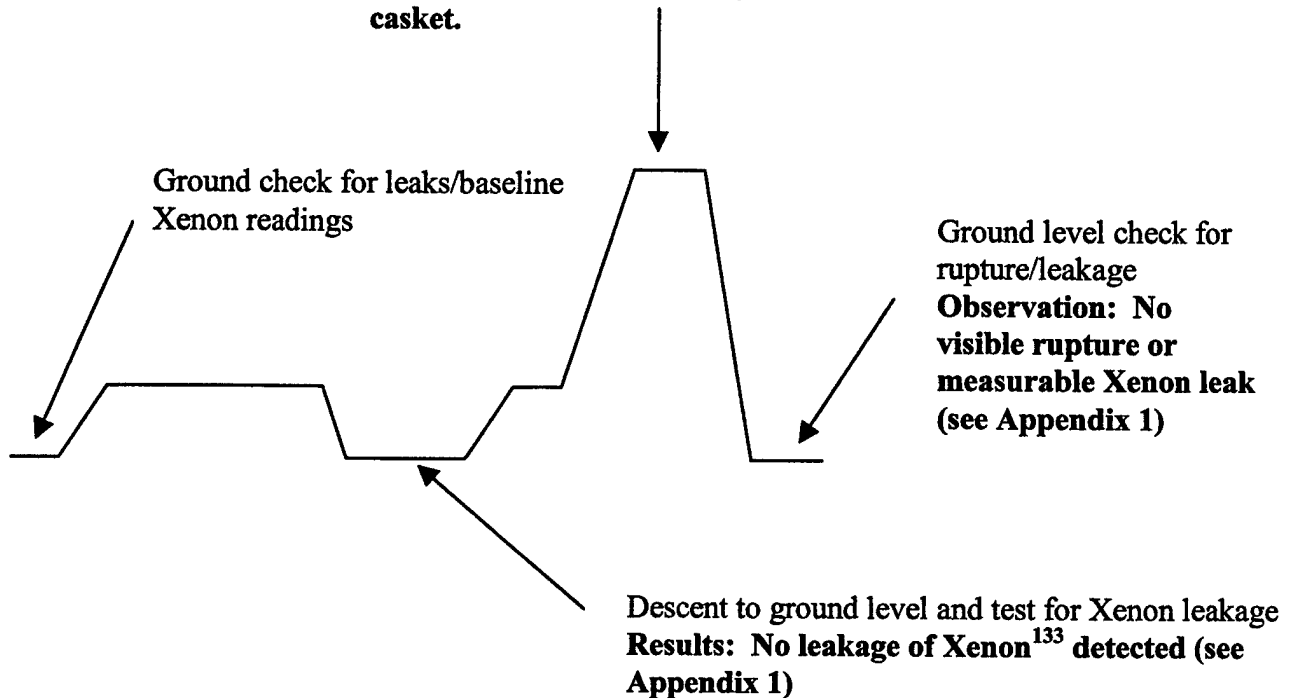 casket.
Ground check for leaks/baseline
Xenon readings
Ground level check for
rupture/leakage
Observation: No
visible rupture or
measurable Xenon leak
(see Appendix 1)
Descent to ground level and test for Xenon leakage
Results: No leakage of Xenon¹³³ detected (see
Appendix 1)